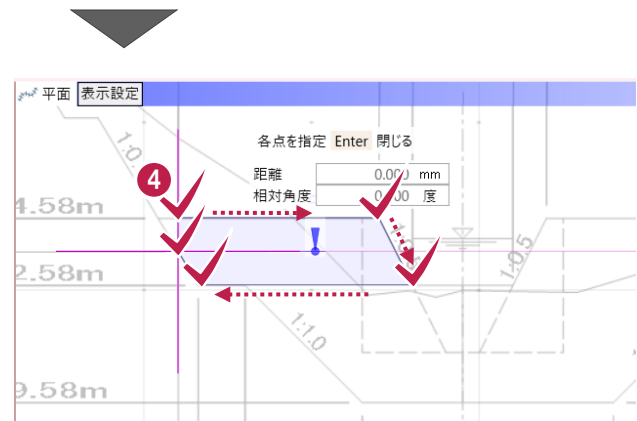 平面 表示設定
各点を指定 Enter 閉じる
距離 0.000 mm
相対角度 0.000 度
4
4.58m
2.58m
1:0.5
1:1.0
9.58m